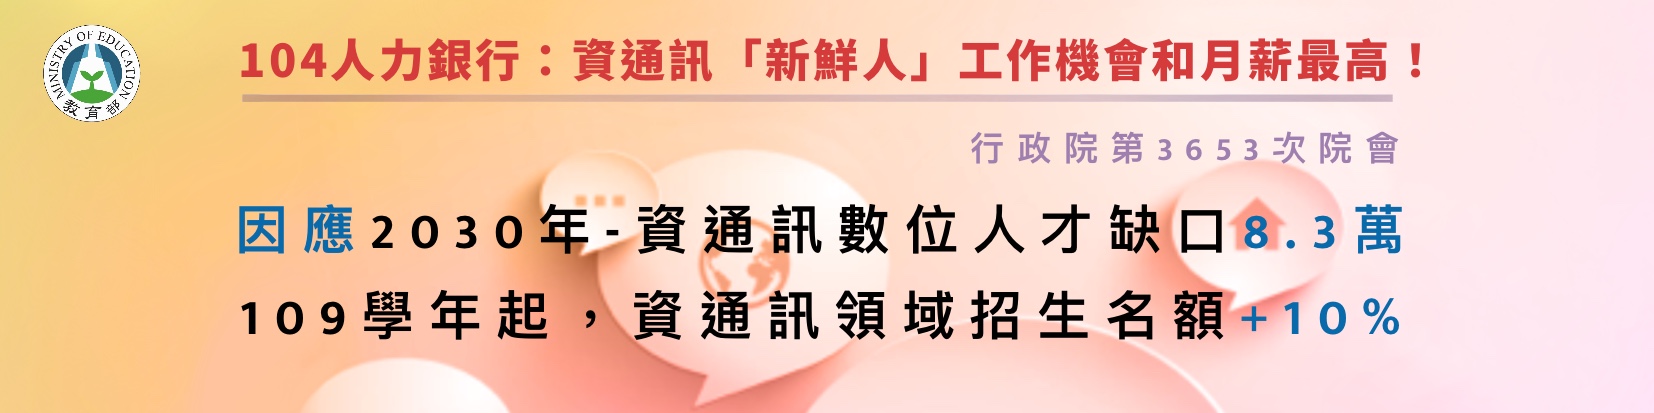 MINISTRY OF EDUCATION
教育部
104人力銀行：資通訊「新鮮人」工作機會和月薪最高！
行政院第3653次院會
因應2030年-資通訊數位人才缺口8.3萬
109學年起，資通訊領域招生名額+10%